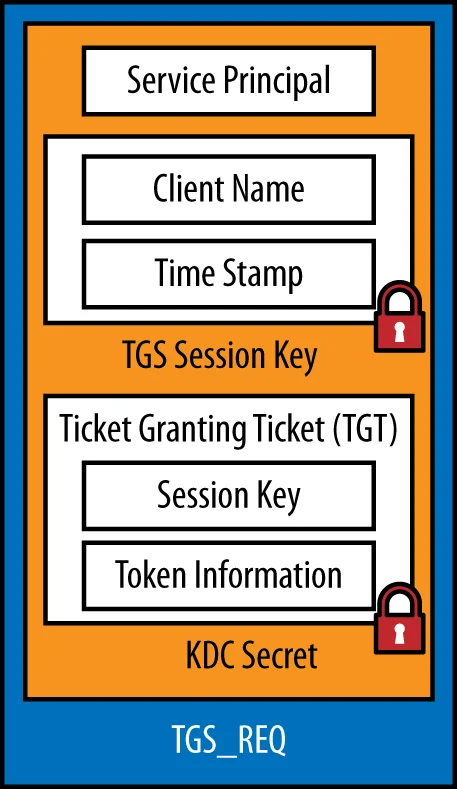 Service Principal
Client Name
Time Stamp
TGS Session Key
Ticket Granting Ticket (TGT)
Session Key
Token Information
KDC Secret
TGS_REQ